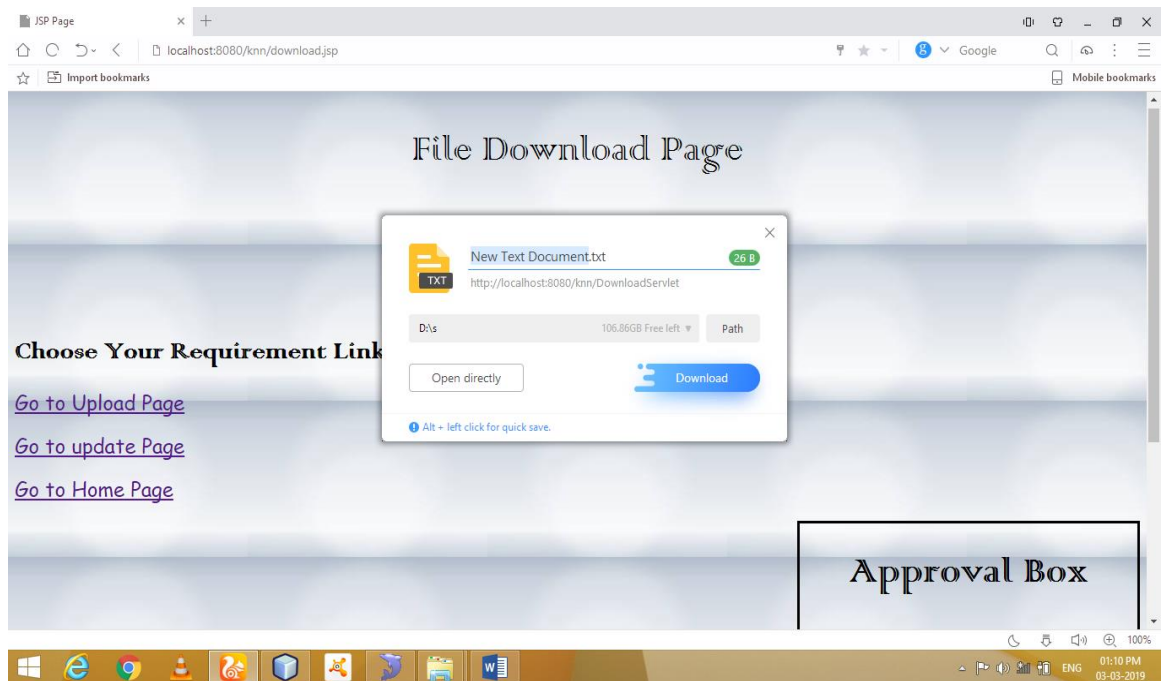 JSP Page
localhost:8080/knn/download.jsp
Google
Import bookmarks
Mobile bookmarks
File Download Page
New Text Document.txt
26 B
TXT
http://localhost:8080/knn/DownloadServlet
D:\s
106.86GB Free left
Path
Open directly
Download
Alt + left click for quick save.
Choose Your Requirement Link
Go to Upload Page
Go to update Page
Go to Home Page
Approval Box
100%
ENG
01:10 PM
03-03-2019